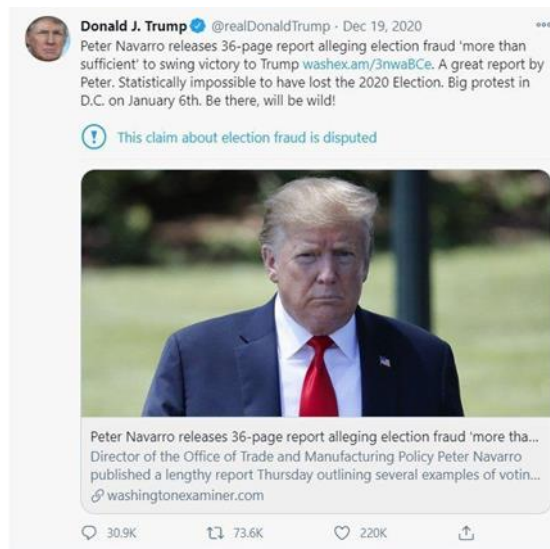 Donald J. Trump @realDonaldTrump · Dec 19, 2020
Peter Navarro releases 36-page report alleging election fraud 'more than
sufficient' to swing victory to Trump washex.am/3nwaBCe. A great report by
Peter. Statistically impossible to have lost the 2020 Election. Big protest in
D.C. on January 6th. Be there, will be wild!
This claim about election fraud is disputed
Peter Navarro releases 36-page report alleging election fraud 'more tha...
Director of the Office of Trade and Manufacturing Policy Peter Navarro
published a lengthy report Thursday outlining several examples of votin...
washingtonexaminer.com
30.9K 73.6K 220K